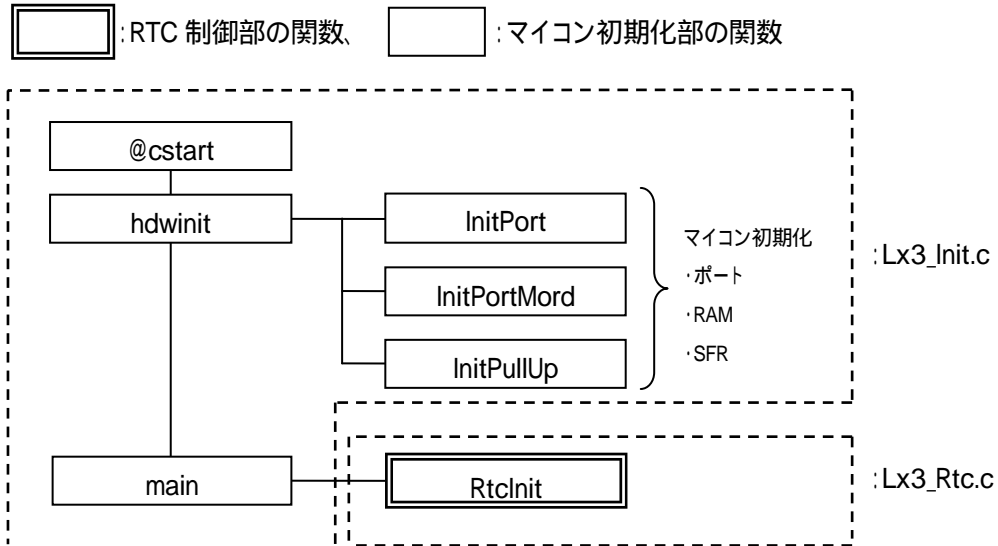 :RTC 制御部の関数、 :マイコン初期化部の関数
@cstart
hdwinit
InitPort
InitPortMord
InitPullUp
マイコン初期化
・ポート
・RAM
・SFR
:Lx3_Init.c
main
RtcInit
:Lx3_Rtc.c